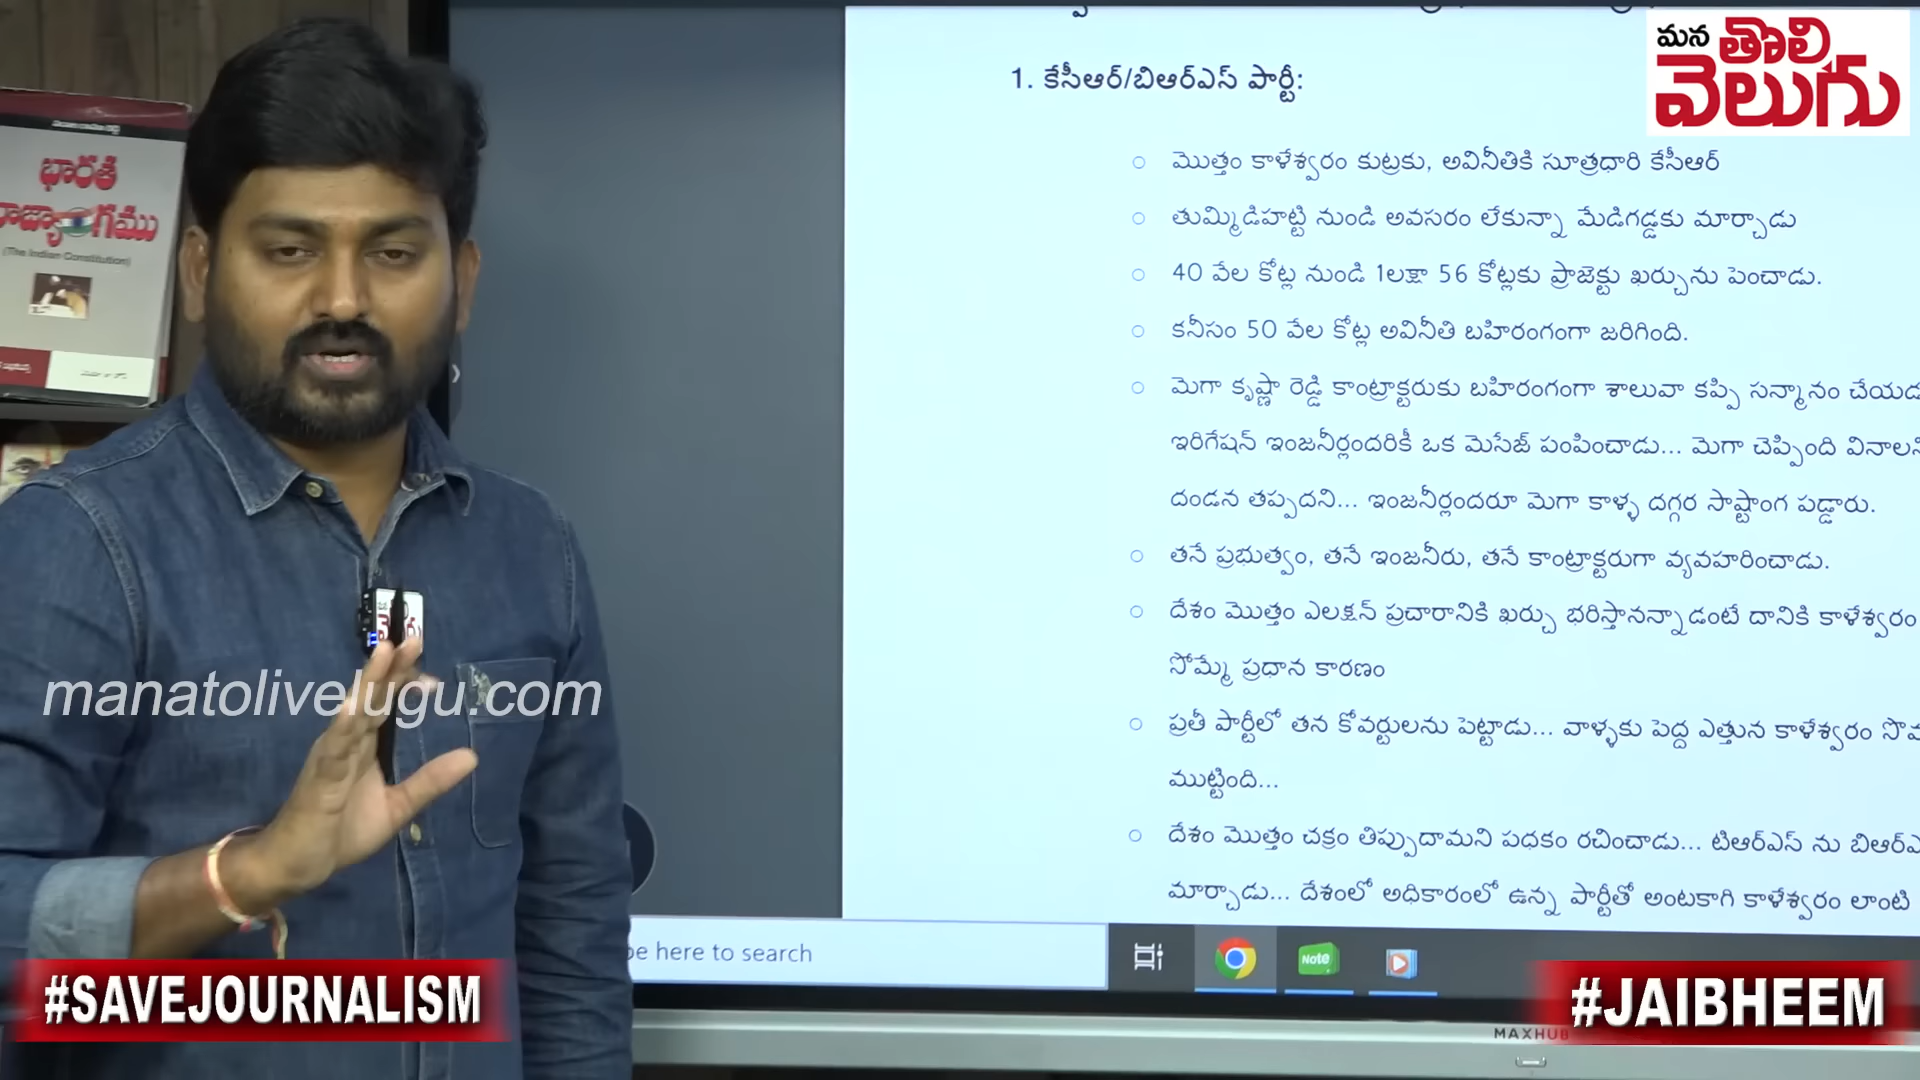 మన తొలి
వెలుగు
1. కేసీఆర్/బిఆర్ఎస్ పార్టీ:
మొత్తం కాళేశ్వరం కుట్రకు, అవినీతికి సూత్రధారి కేసీఆర్
తుమ్మిడిహట్టి నుండి అవసరం లేకున్నా మేడిగడ్డకు మార్చాడు
40 వేల కోట్ల నుండి 1లక్షా 56 కోట్లకు ప్రాజెక్టు ఖర్చును పెంచాడు.
కనీసం 50 వేల కోట్ల అవినీతి బహిరంగంగా జరిగింది.
మెగా కృష్ణా రెడ్డి కాంట్రాక్టరుకు బహిరంగంగా శాలువా కప్పి సన్మానం
ఇరిగేషన్ ఇంజనీర్లందరికీ ఒక మెసేజ్ పంపించాడు... మెగా చెప్పింది
దండన తప్పదని... ఇంజనీర్లందరూ మెగా కాళ్ళ దగ్గర సాష్టాంగ పడ్డారు.
తనే ప్రభుత్వం, తనే ఇంజనీరు, తనే కాంట్రాక్టరుగా వ్యవహరించాడు.
దేశం మొత్తం ఎలక్షన్ ప్రచారానికి ఖర్చు భరిస్తానన్నాడంటే దానికి కాళేశ్వరం
సోమ్మే ప్రధాన కారణం
ప్రతీ పార్టీలో తన కోవర్టులను పెట్టాడు... వాళ్ళకు పెద్ద ఎత్తున కాళేశ్వరం
ముట్టింది...
దేశం మొత్తం చక్రం తిప్పుదామని పధకం రచించాడు... టిఆర్ఎస్ ను
మార్చాడు... దేశంలో అధికారంలో ఉన్న పార్టీతో అంటకాగి కాళేశ్వరం లాంటి
భారత
(The Indian Constitution)
manatolivelugu.com
here to search
Note
MAXHUB
#SAVEJOURNALISM
#JAIBHEEM